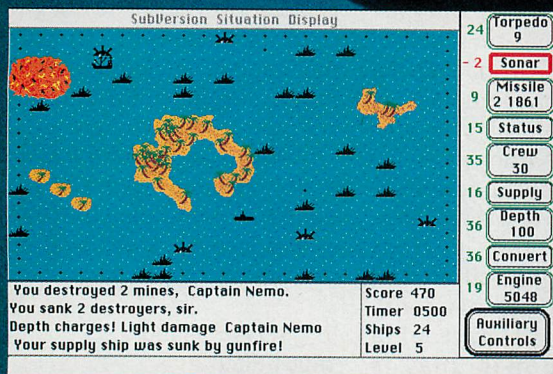 SubVersion Situation Display
You destroyed 2 mines, Captain Nemo.
You sank 2 destroyers, sir.
Depth charges! Light damage Captain Nemo
Your supply ship was sunk by gunfire!
Score 470
Timer 0500
Ships 24
Level 5
24 Torpedo
9
- 2 Sonar
9 Missile
2 1861
15 Status
35 Crew
30
16 Supply
36 Depth
100
36 Convert
19 Engine
5048
Auxiliary
Controls